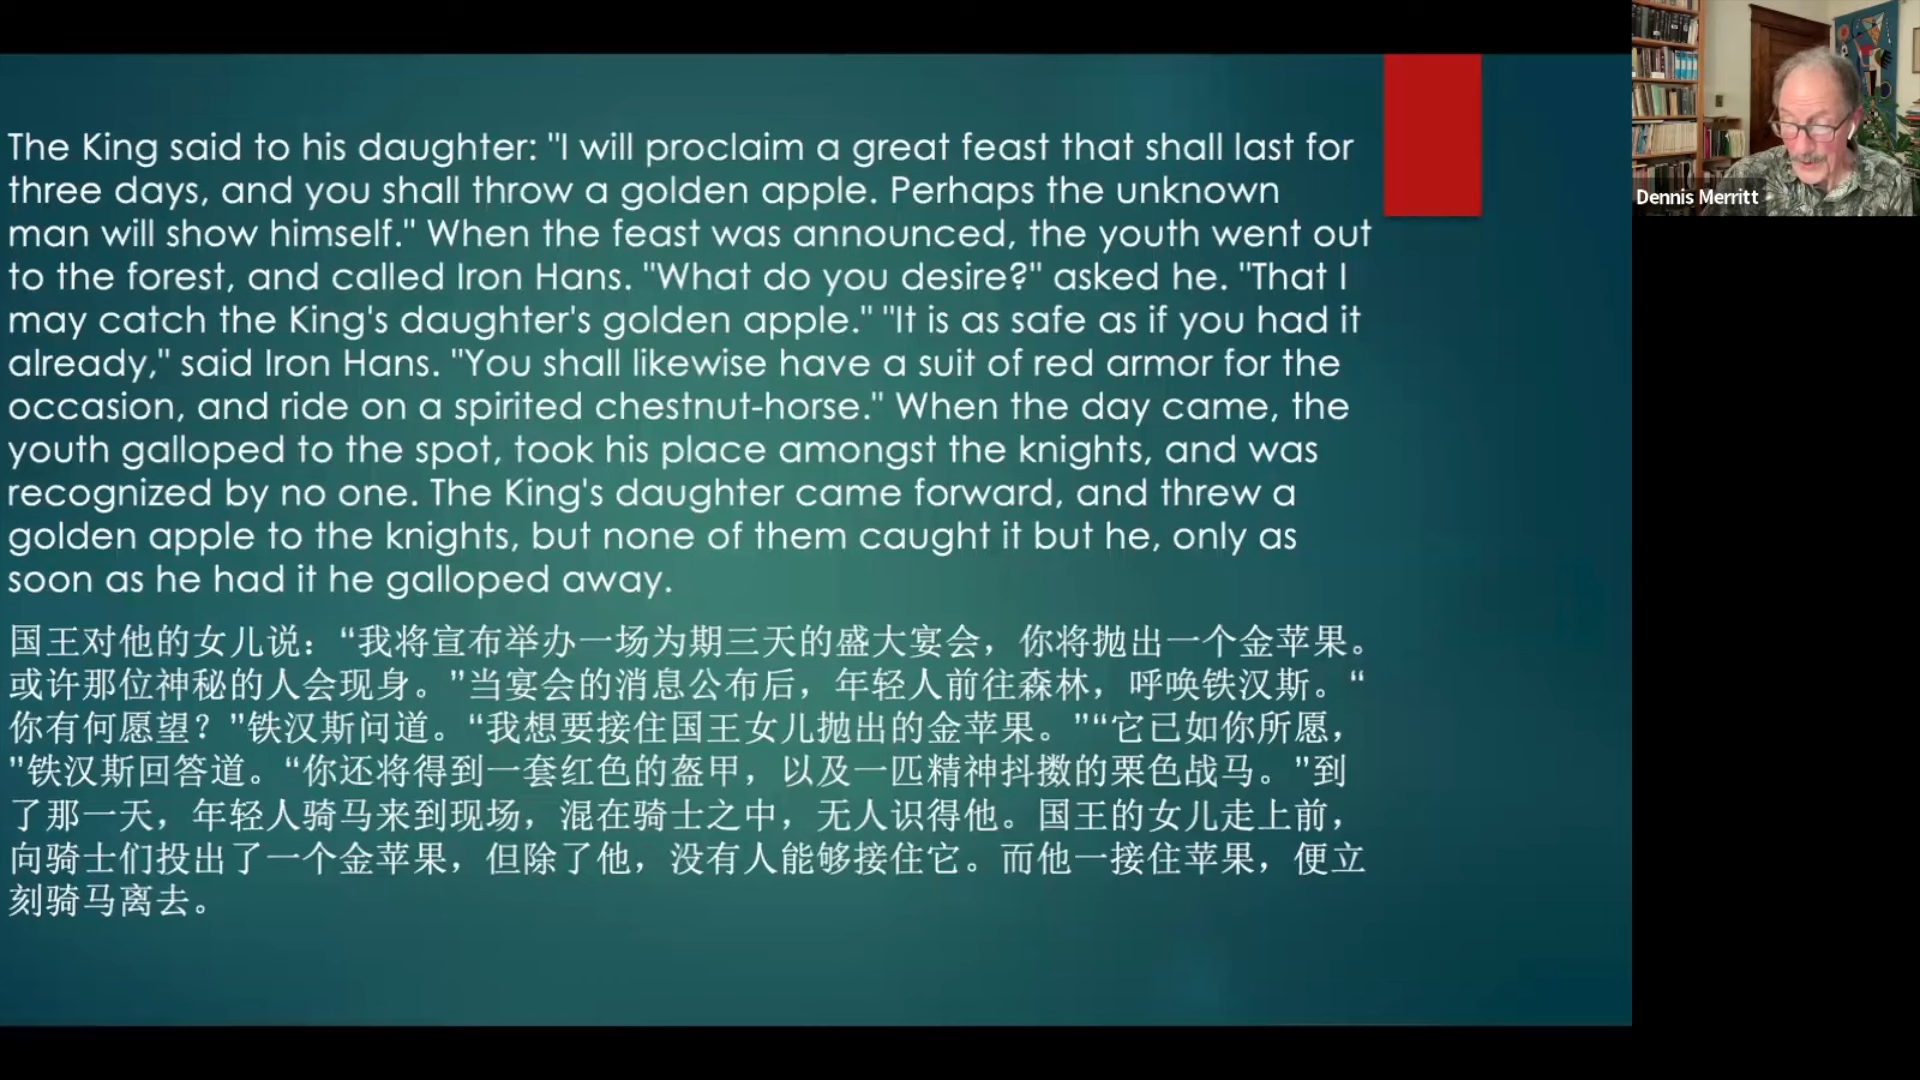 The King said to his daughter: "I will proclaim a great feast that shall last for
three days, and you shall throw a golden apple. Perhaps the unknown
man will show himself." When the feast was announced, the youth went out
to the forest, and called Iron Hans. "What do you desire?" asked he. "That I
may catch the King's daughter's golden apple." "It is as safe as if you had it
already," said Iron Hans. "You shall likewise have a suit of red armor for the
occasion, and ride on a spirited chestnut-horse." When the day came, the
youth galloped to the spot, took his place amongst the knights, and was
recognized by no one. The King's daughter came forward, and threw a
golden apple to the knights, but none of them caught it but he, only as
soon as he had it he galloped away.
国王对他的女儿说：“我将宣布举办一场为期三天的盛大宴会，你将抛出一个金苹果。
或许那位神秘的人会现身。”当宴会的消息公布后，年轻人前往森林，呼唤铁汉斯。“
你有何愿望？”铁汉斯问道。“我想要接住国王女儿抛出的金苹果。”“它已如你所愿，
”铁汉斯回答道。“你还将得到一套红色的盔甲，以及一匹精神抖擞的栗色战马。”到
了那一天，年轻人骑马来到现场，混在骑士之中，无人识得他。国王的女儿走上前，
向骑士们投出了一个金苹果，但除了他，没有人能够接住它。而他一接住苹果，便立
刻骑马离去。
Dennis Merritt